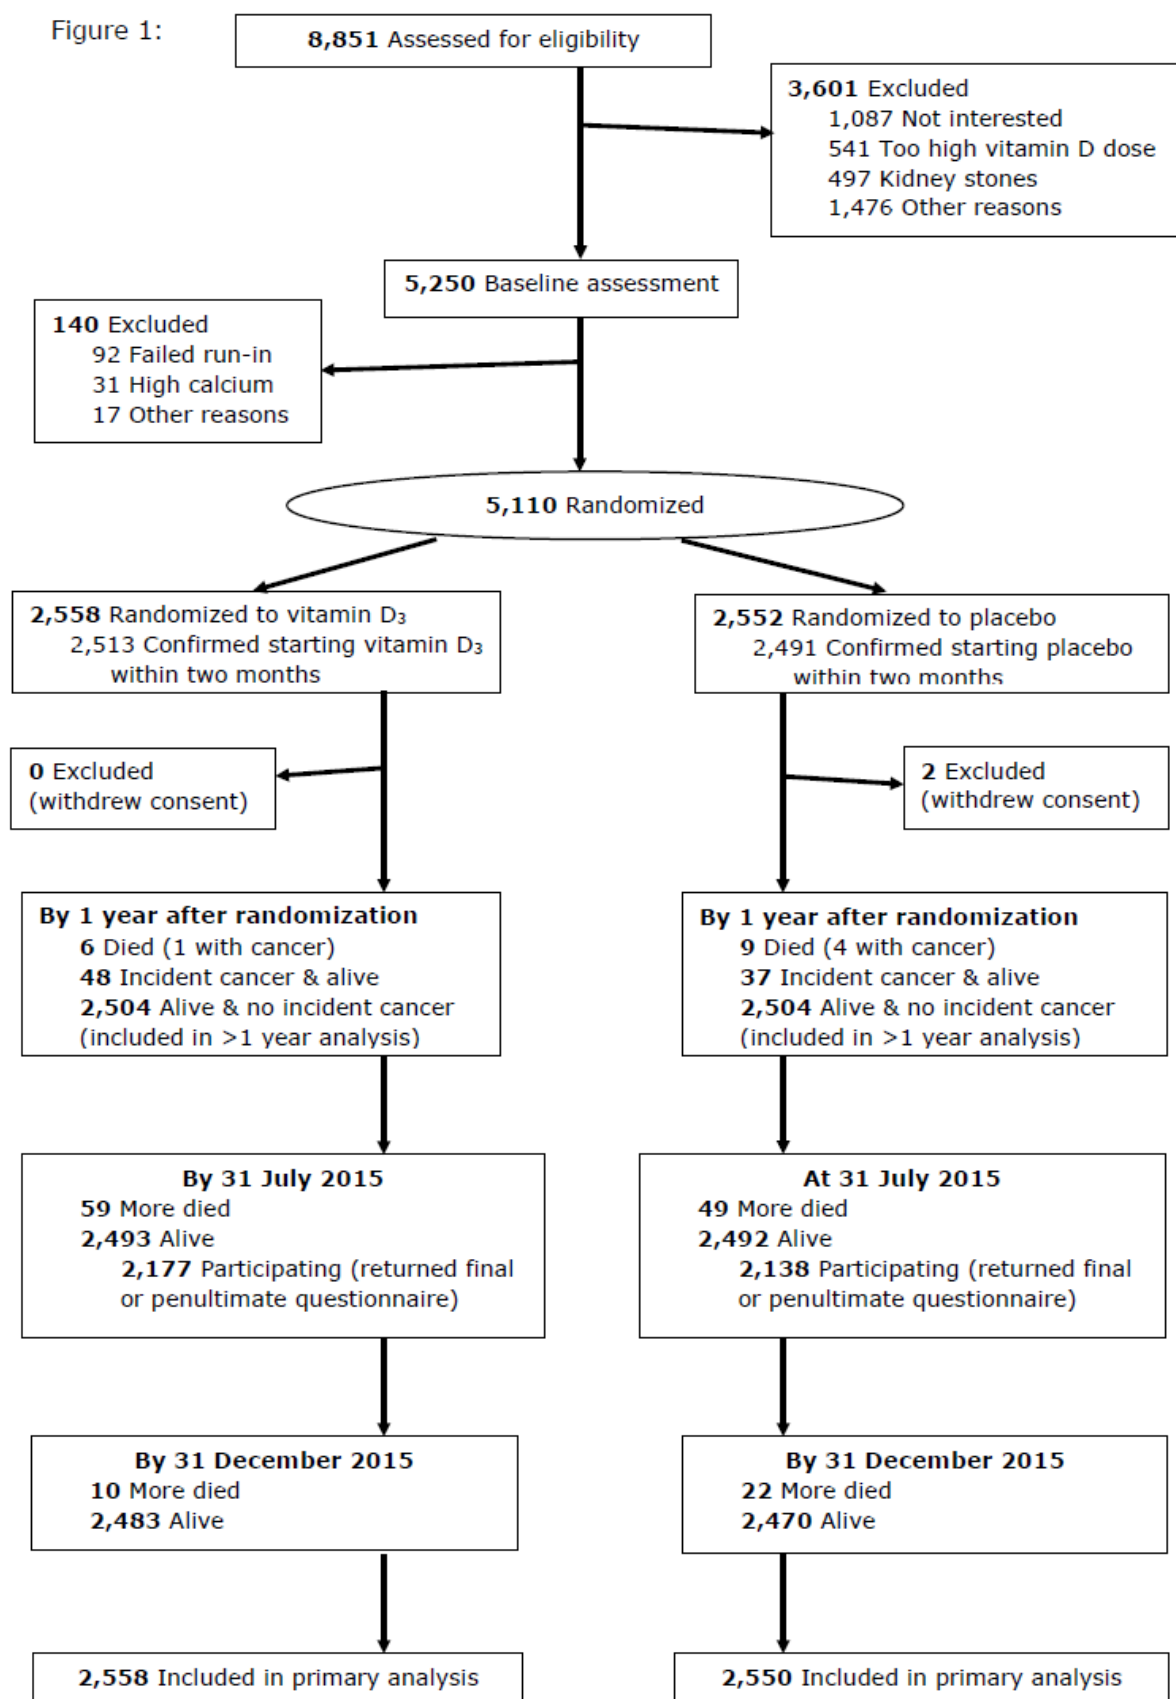 Figure 1:
8,851 Assessed for eligibility
3,601 Excluded
1,087 Not interested
541 Too high vitamin D dose
497 Kidney stones
1,476 Other reasons
5,250 Baseline assessment
140 Excluded
92 Failed run-in
31 High calcium
17 Other reasons
5,110 Randomized
2,558 Randomized to vitamin D₃
2,513 Confirmed starting vitamin D₃
within two months
2,552 Randomized to placebo
2,491 Confirmed starting placebo
within two months
0 Excluded
(withdrew consent)
2 Excluded
(withdrew consent)
By 1 year after randomization
6 Died (1 with cancer)
48 Incident cancer & alive
2,504 Alive & no incident cancer
(included in >1 year analysis)
By 1 year after randomization
9 Died (4 with cancer)
37 Incident cancer & alive
2,504 Alive & no incident cancer
(included in >1 year analysis)
By 31 July 2015
59 More died
2,493 Alive
2,177 Participating (returned final
or penultimate questionnaire)
At 31 July 2015
49 More died
2,492 Alive
2,138 Participating (returned final
or penultimate questionnaire)
By 31 December 2015
10 More died
2,483 Alive
By 31 December 2015
22 More died
2,470 Alive
2,558 Included in primary analysis
2,550 Included in primary analysis